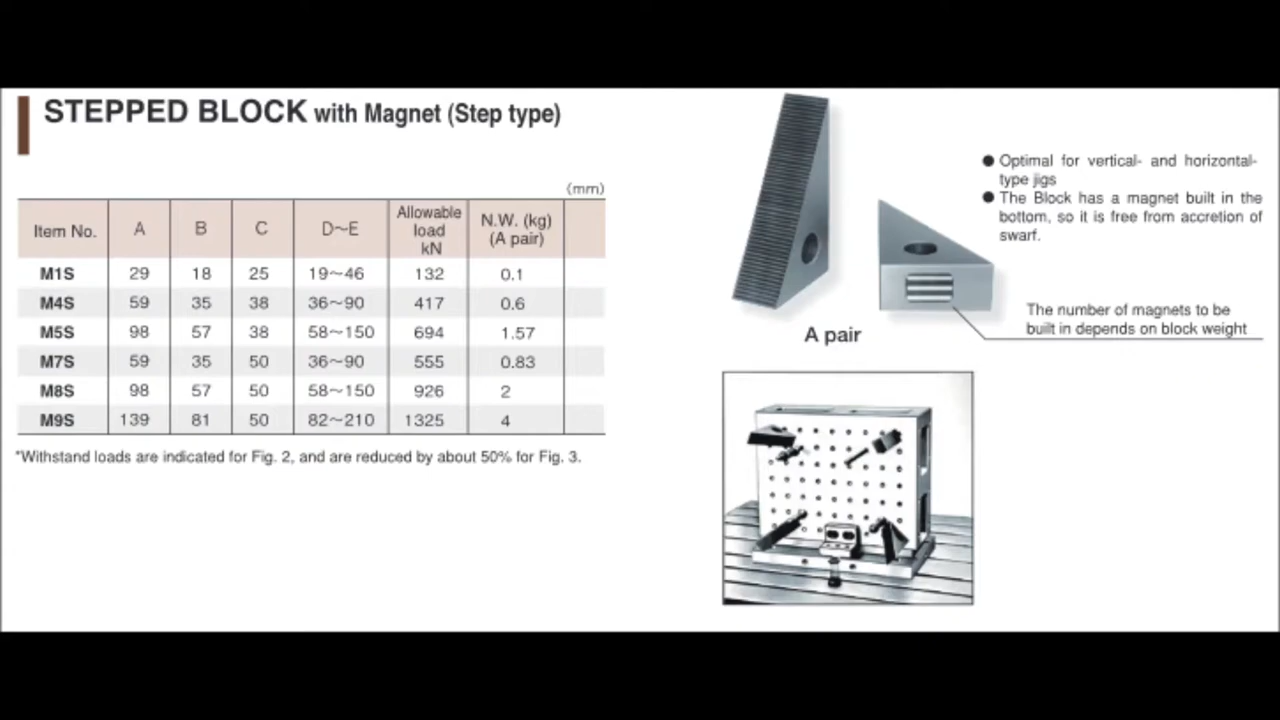 STEPPED BLOCK with Magnet (Step type)
(mm)
Item No. A B C D～E Allowable load kN N.W. (kg) (A pair)
M1S 29 18 25 19～46 132 0.1
M4S 59 35 38 36～90 417 0.6
M5S 98 57 38 58～150 694 1.57
M7S 59 35 50 36～90 555 0.83
M8S 98 57 50 58～150 926 2
M9S 139 81 50 82～210 1325 4
*Withstand loads are indicated for Fig. 2, and are reduced by about 50% for Fig. 3.
A pair
● Optimal for vertical- and horizontal-
type jigs
● The Block has a magnet built in the
bottom, so it is free from accretion of
swarf.
The number of magnets to be
built in depends on block weight